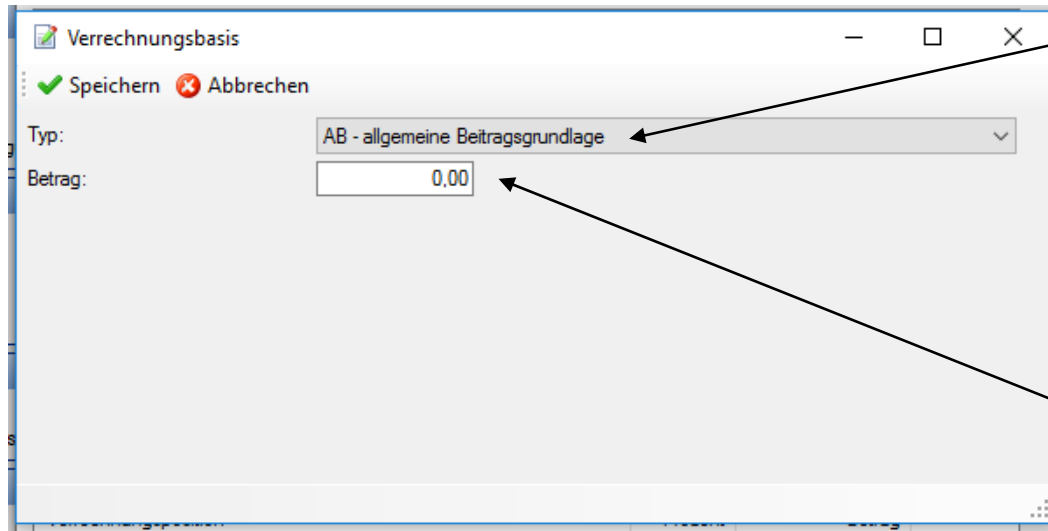 Verrechnungsbasis
Speichern Abbrechen
Typ: AB - allgemeine Beitragsgrundlage
Betrag: 0,00